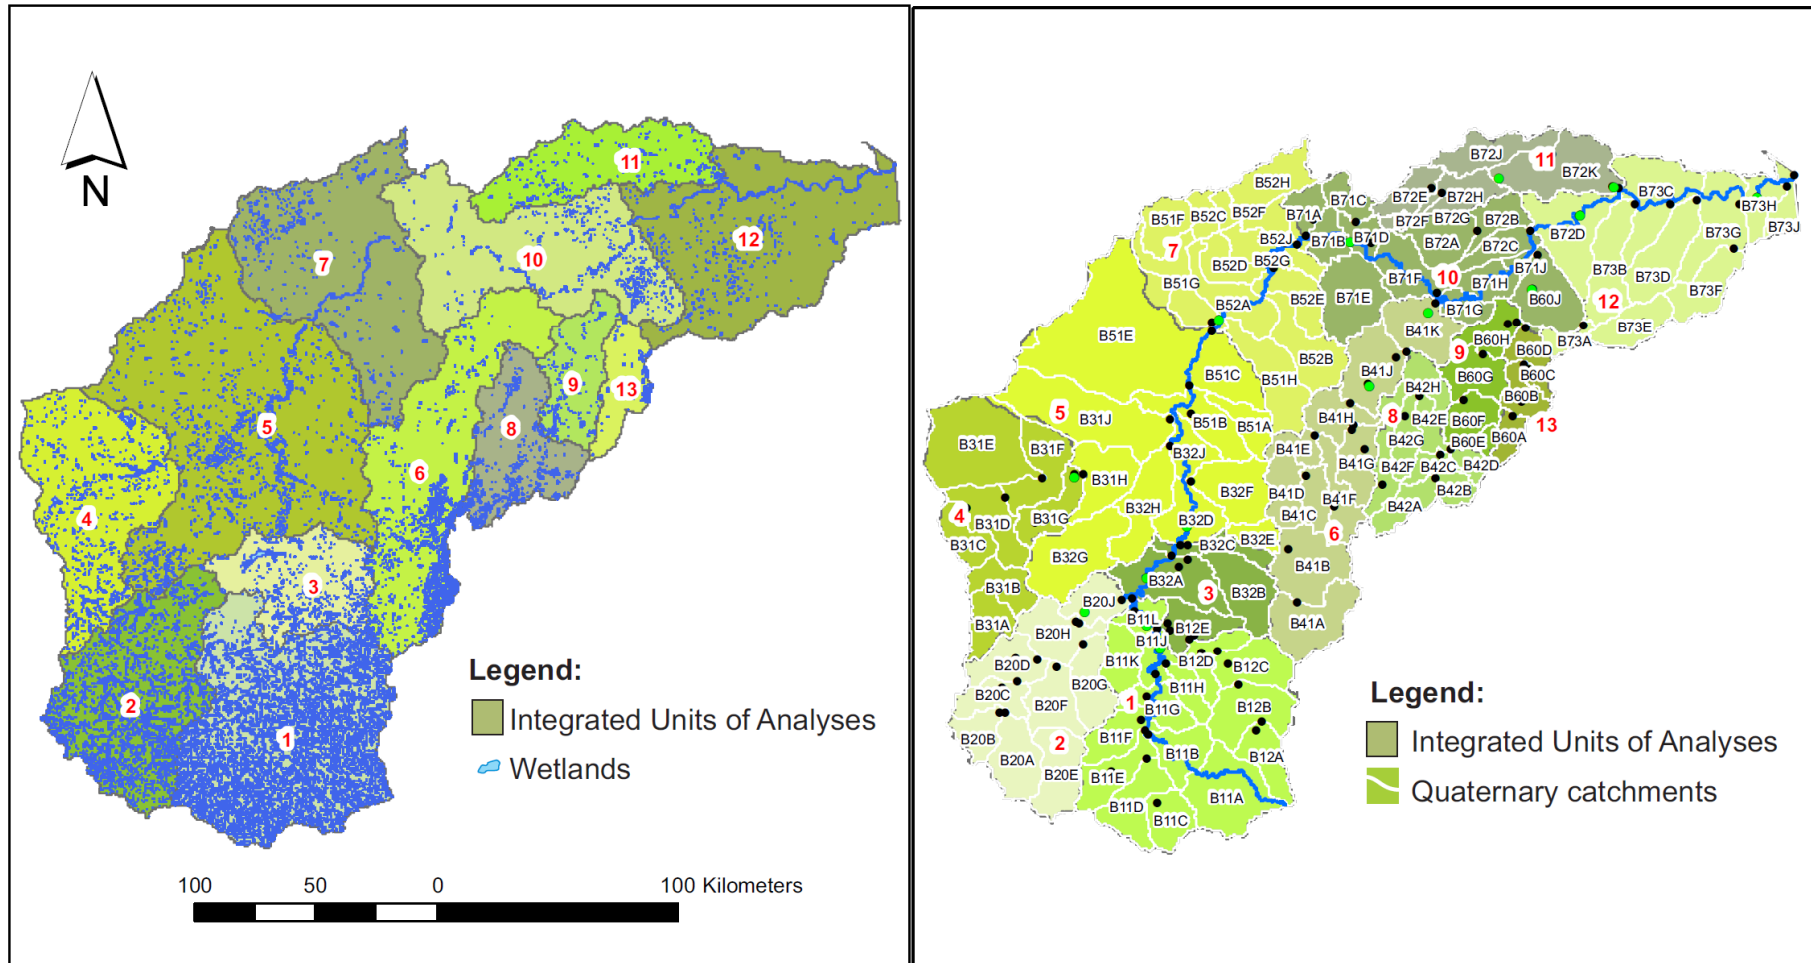 N
11
12
7
10
9
13
8
5
6
4
3
2
1
Legend:
Integrated Units of Analyses
Wetlands
100 50 0 100 Kilometers
B72J
11
B72K
B52H
B72E
B72H
B73C
B51F
B52C
B52F
B71C
B71A
B72F
B72G
B72B
B73H
B72D
B73J
7
B52J
B71B
B71D
B72A
B72C
B73G
B52D
B52G
B71J
B73B
B73D
B51G
B71F
10
B71H
B73F
B52A
B52E
B71E
B71G
B60J
12
B51E
B41K
B73E
B73A
B60H
B60D
9
B52B
B41J
B60C
B51C
B51H
B42H
B60G
B60B
5
B31J
B51B
B51A
B41H
8
B42E
B60F
13
B31E
B31F
B32J
B41E
B42G
B60E
B60A
B41G
B42F
B42C
B42D
B31H
B32F
B41D
B42B
4
B31D
B31G
B32H
B41C
B41F
B42A
B32D
6
B31C
B32C
B32E
B32G
B41B
B31B
B32A
3
B32B
B20J
B31A
B11L
B12E
B41A
B20H
B11J
B20D
B11K
B12D
B12C
B20C
B20G
B11H
1
B20F
B11G
B12B
B20B
2
B11F
B20A
B11B
B12A
B20E
B11E
B11D
B11A
B11C
Legend:
Integrated Units of Analyses
Quaternary catchments